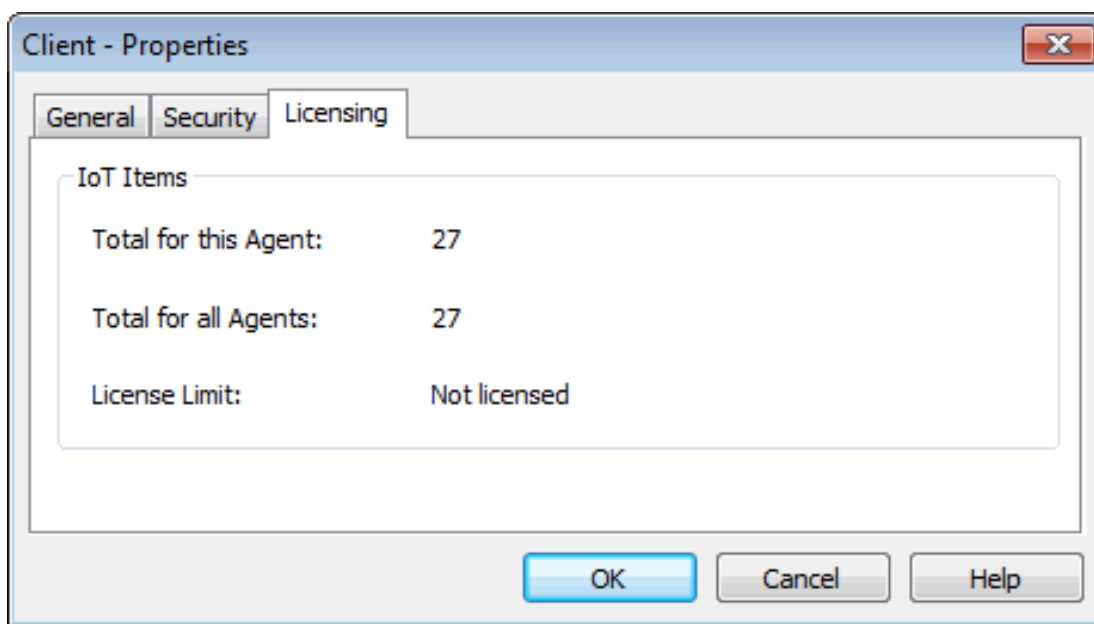 Client - Properties
General Security Licensing
IoT Items
Total for this Agent: 27
Total for all Agents: 27
License Limit: Not licensed
OK Cancel Help